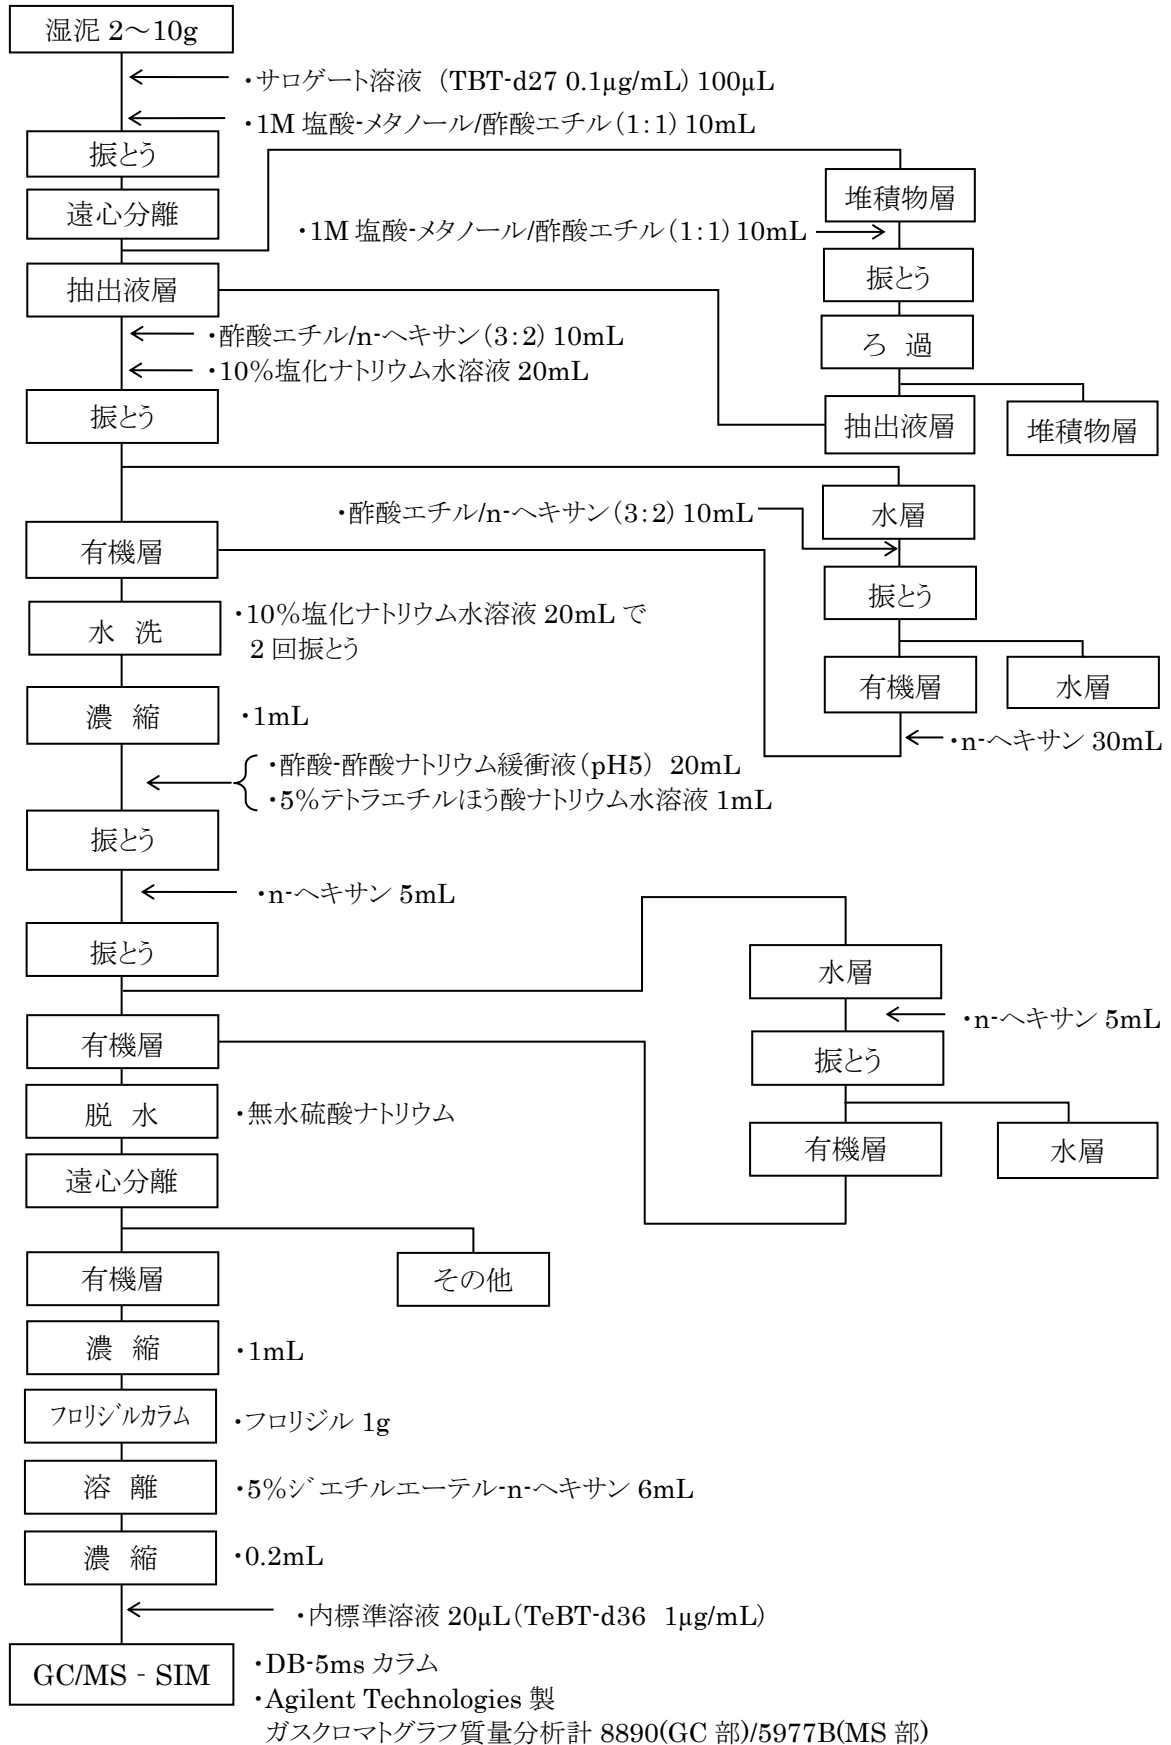 湿泥 2～10g
・サロゲート溶液 (TBT-d27 0.1µg/mL) 100µL
・1M 塩酸-メタノール/酢酸エチル(1:1) 10mL
振とう
遠心分離
堆積物層
・1M 塩酸-メタノール/酢酸エチル(1:1) 10mL
振とう
ろ 過
抽出液層
堆積物層
抽出液層
・酢酸エチル/n-ヘキサン(3:2) 10mL
・10%塩化ナトリウム水溶液 20mL
振とう
水層
・酢酸エチル/n-ヘキサン(3:2) 10mL
振とう
有機層
水層
・n-ヘキサン 30mL
有機層
水 洗
・10%塩化ナトリウム水溶液 20mL で
2 回振とう
濃 縮
・1mL
・酢酸-酢酸ナトリウム緩衝液(pH5) 20mL
・5%テトラエチルほう酸ナトリウム水溶液 1mL
振とう
・n-ヘキサン 5mL
振とう
水層
・n-ヘキサン 5mL
振とう
有機層
水層
有機層
脱 水
・無水硫酸ナトリウム
遠心分離
有機層
その他
濃 縮
・1mL
フロリジルカラム
・フロリジル 1g
溶 離
・5%ジエチルエーテル-n-ヘキサン 6mL
濃 縮
・0.2mL
・内標準溶液 20µL(TeBT-d36 1µg/mL)
GC/MS - SIM
・DB-5ms カラム
・Agilent Technologies 製
ガスクロマトグラフ質量分析計 8890(GC 部)/5977B(MS 部)